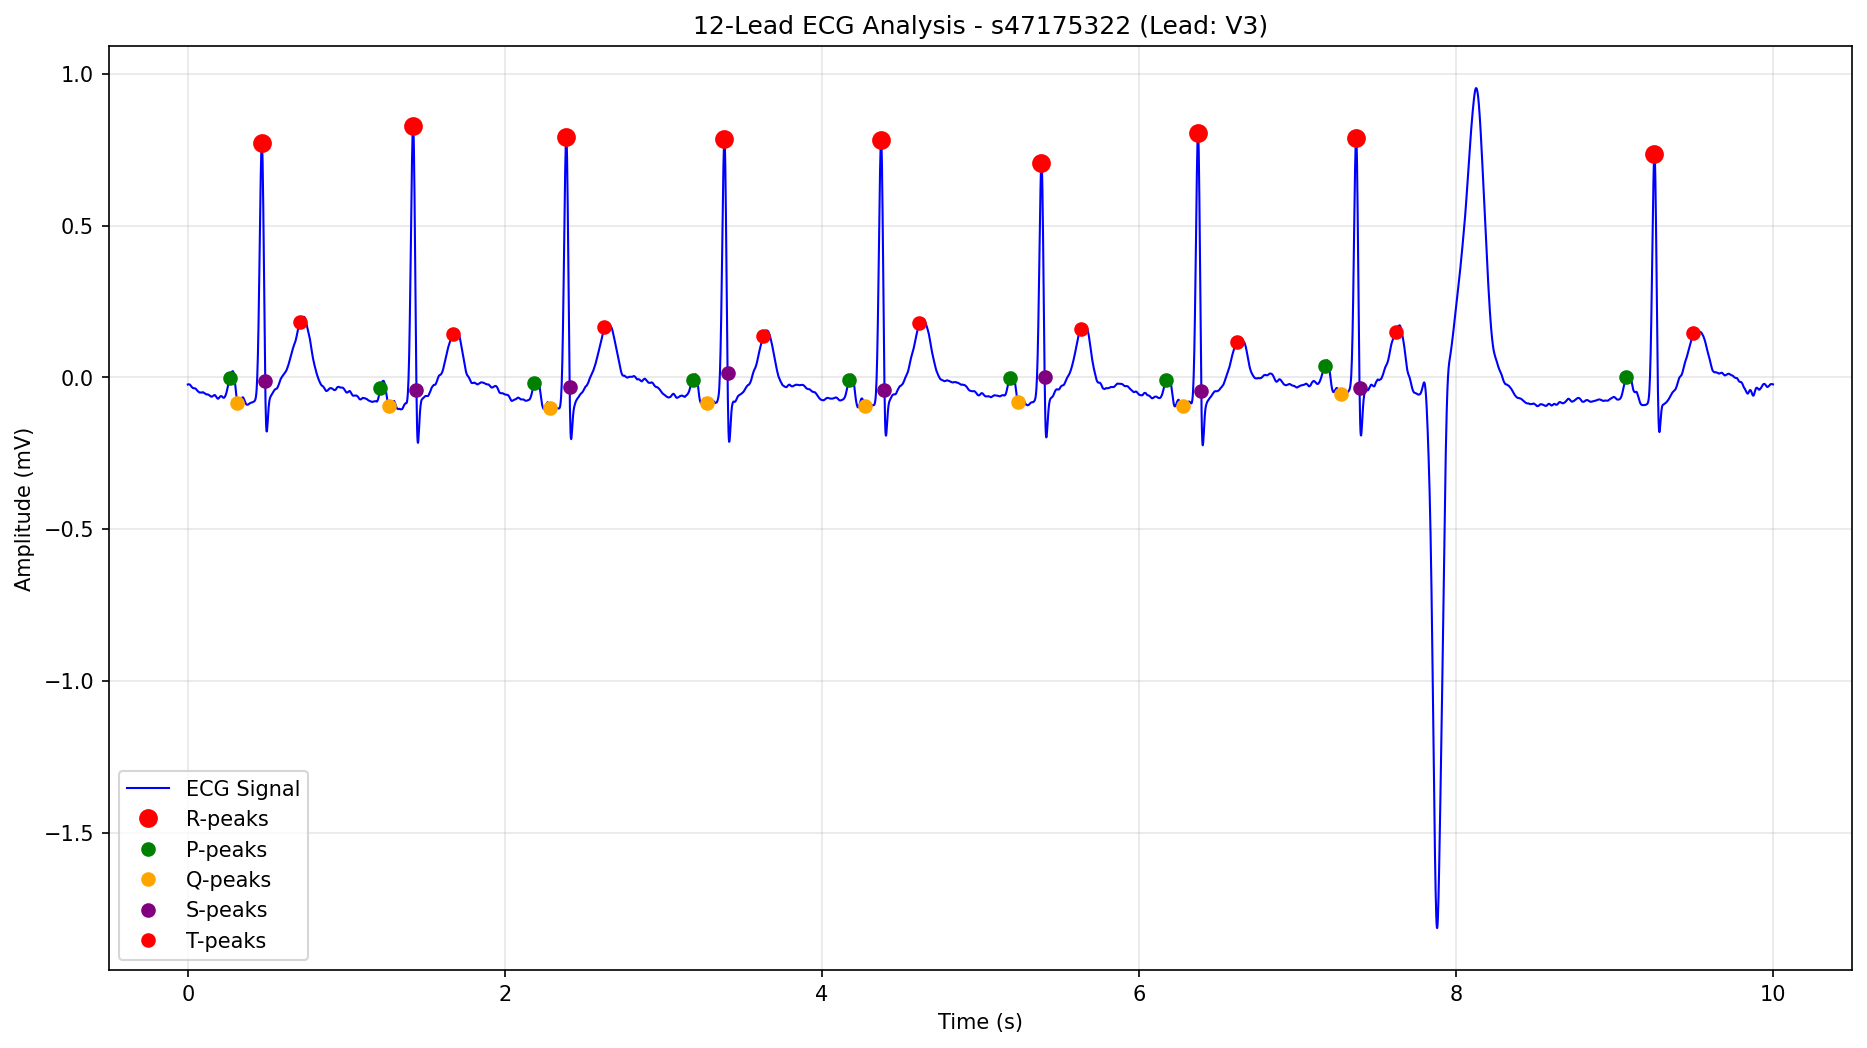 12-Lead ECG Analysis - s47175322 (Lead: V3)
1.0
0.5
0.0
−0.5
−1.0
−1.5
Amplitude (mV)
ECG Signal
R-peaks
P-peaks
Q-peaks
S-peaks
T-peaks
0 2 4 6 8 10
Time (s)